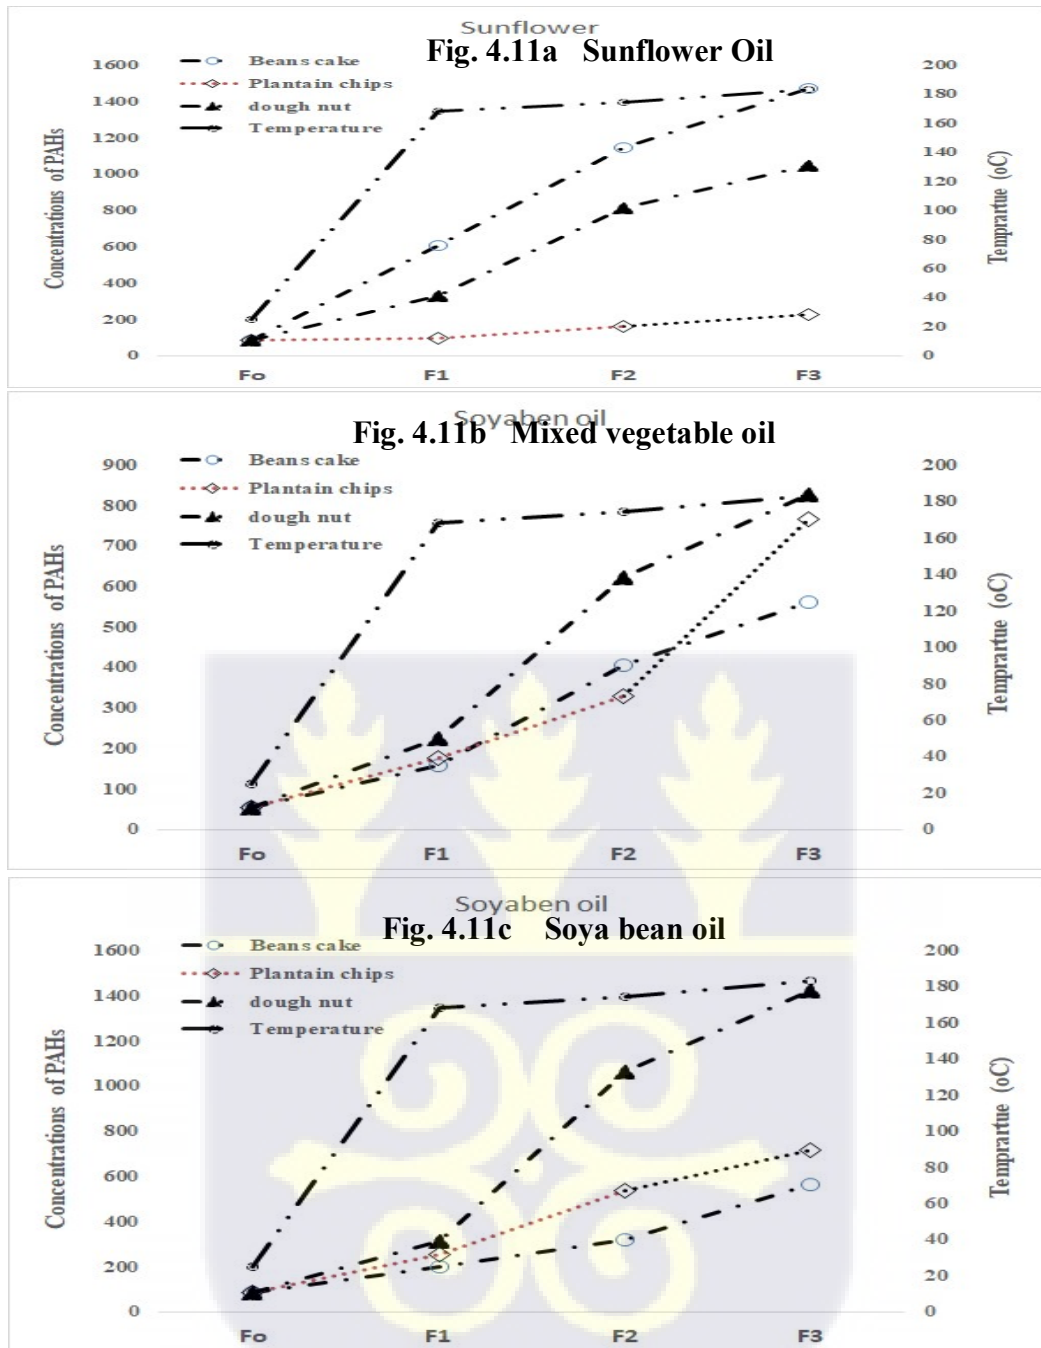 Sunflower
Fig. 4.11a Sunflower Oil
Beans cake
Plantain chips
dough nut
Temperature
1600
1400
1200
1000
800
600
400
200
0
Concentrations of PAHs
200
180
160
140
120
100
80
60
40
20
0
Temprartue (oC)
Fo F1 F2 F3
Soyaben oil
Fig. 4.11b Mixed vegetable oil
Beans cake
Plantain chips
dough nut
Temperature
900
800
700
600
500
400
300
200
100
0
Concentrations of PAHs
200
180
160
140
120
100
80
60
40
20
0
Temprartue (oC)
Fo F1 F2 F3
Soyaben oil
Fig. 4.11c Soya bean oil
Beans cake
Plantain chips
dough nut
Temperature
1600
1400
1200
1000
800
600
400
200
0
Concentrations of PAHs
200
180
160
140
120
100
80
60
40
20
0
Temprartue (oC)
Fo F1 F2 F3